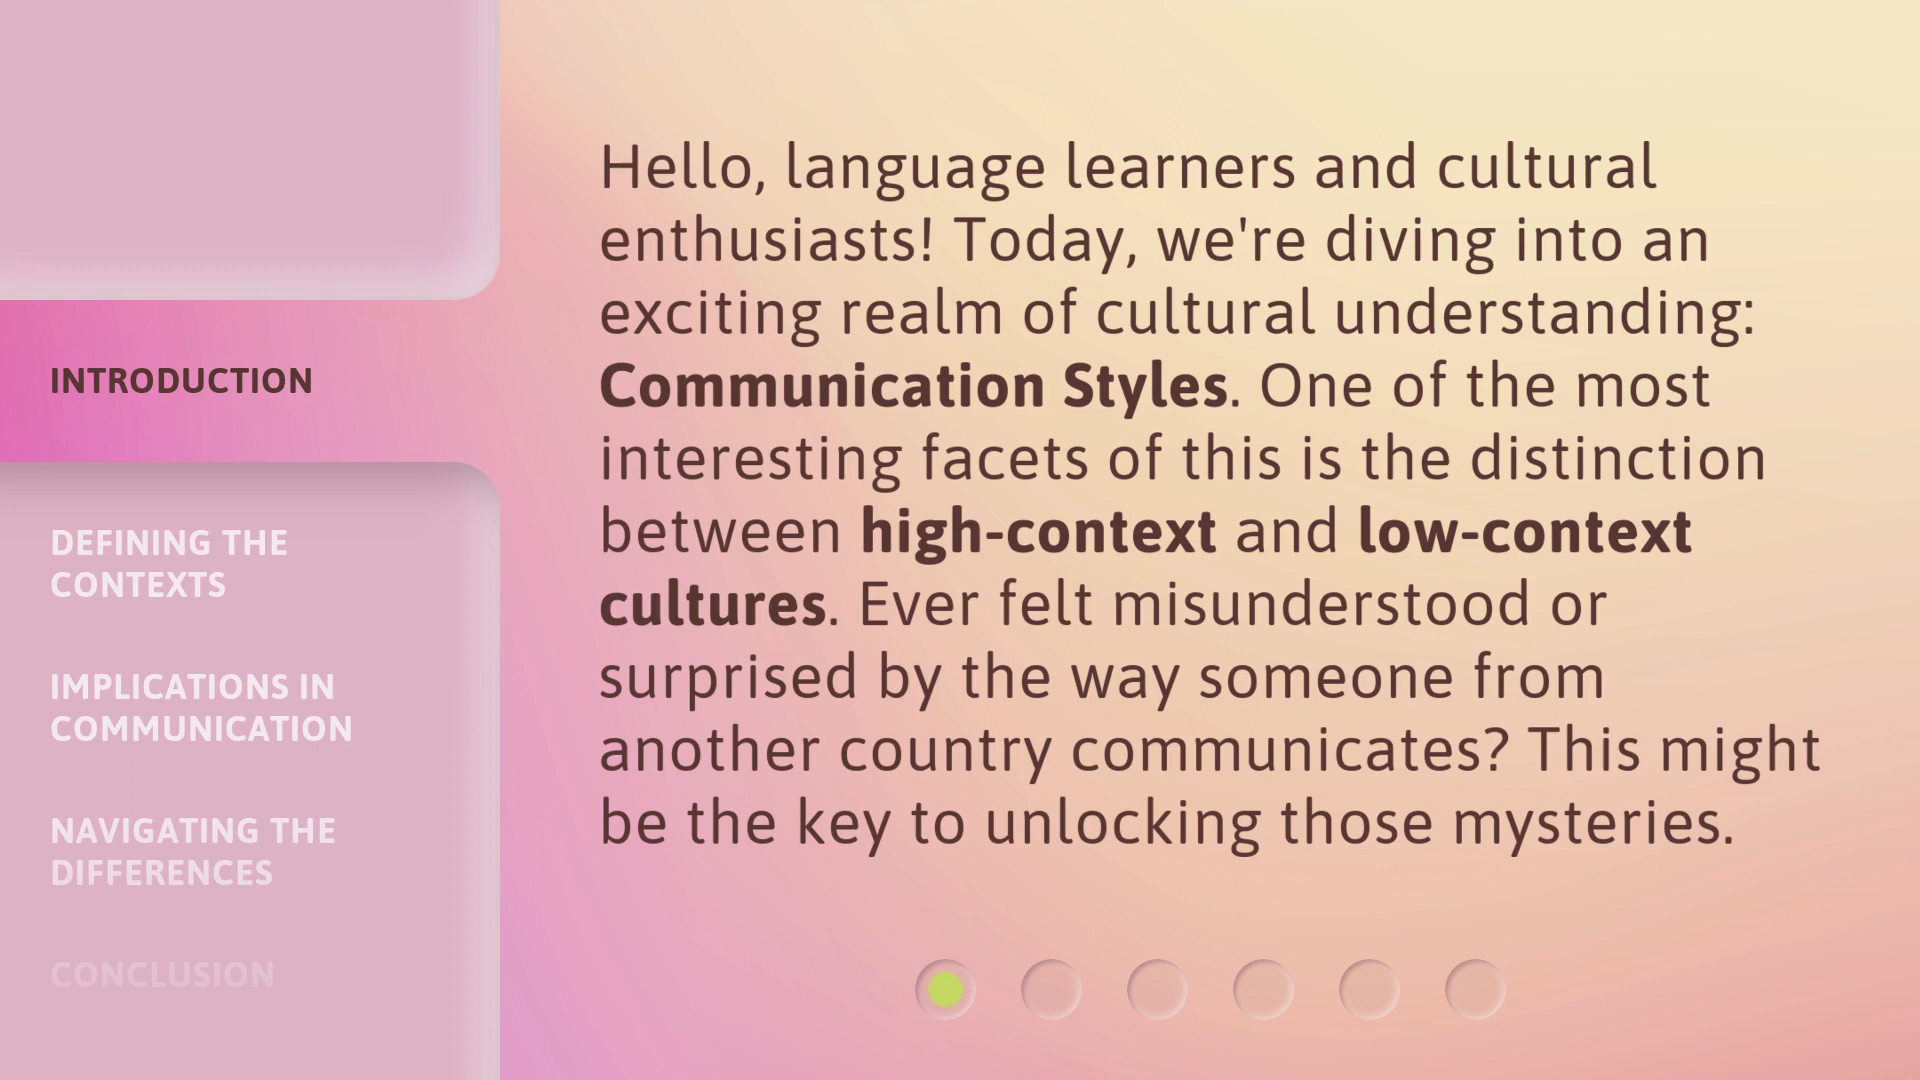 INTRODUCTION
DEFINING THE
CONTEXTS
IMPLICATIONS IN
COMMUNICATION
NAVIGATING THE
DIFFERENCES
CONCLUSION
Hello, language learners and cultural
enthusiasts! Today, we're diving into an
exciting realm of cultural understanding:
Communication Styles. One of the most
interesting facets of this is the distinction
between high-context and low-context
cultures. Ever felt misunderstood or
surprised by the way someone from
another country communicates? This might
be the key to unlocking those mysteries.